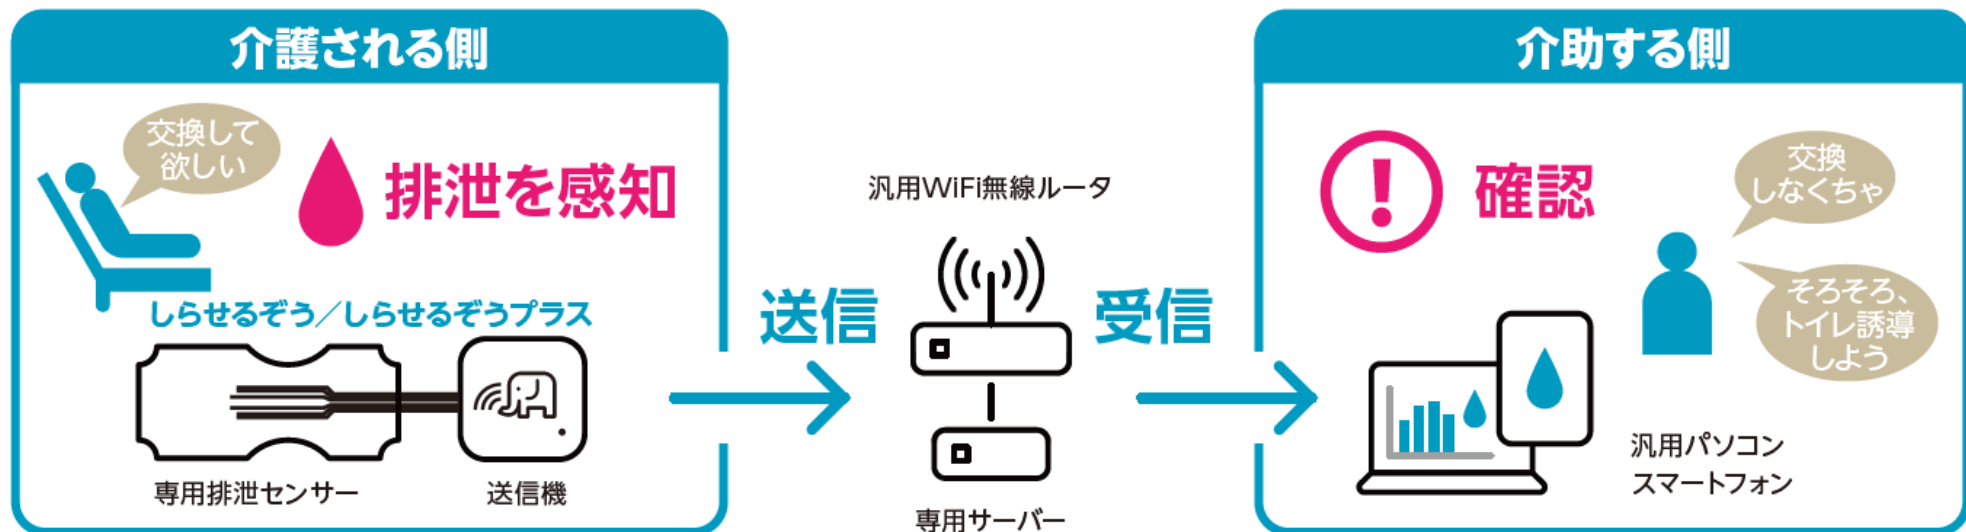 介護される側
交換して
欲しい
排泄を感知
しらせるぞう／しらせるぞうプラス
専用排泄センサー
送信機
送信
汎用WiFi無線ルータ
専用サーバー
受信
介助する側
確認
交換
しなくちゃ
そろそろ、
トイレ誘導
しよう
汎用パソコン
スマートフォン